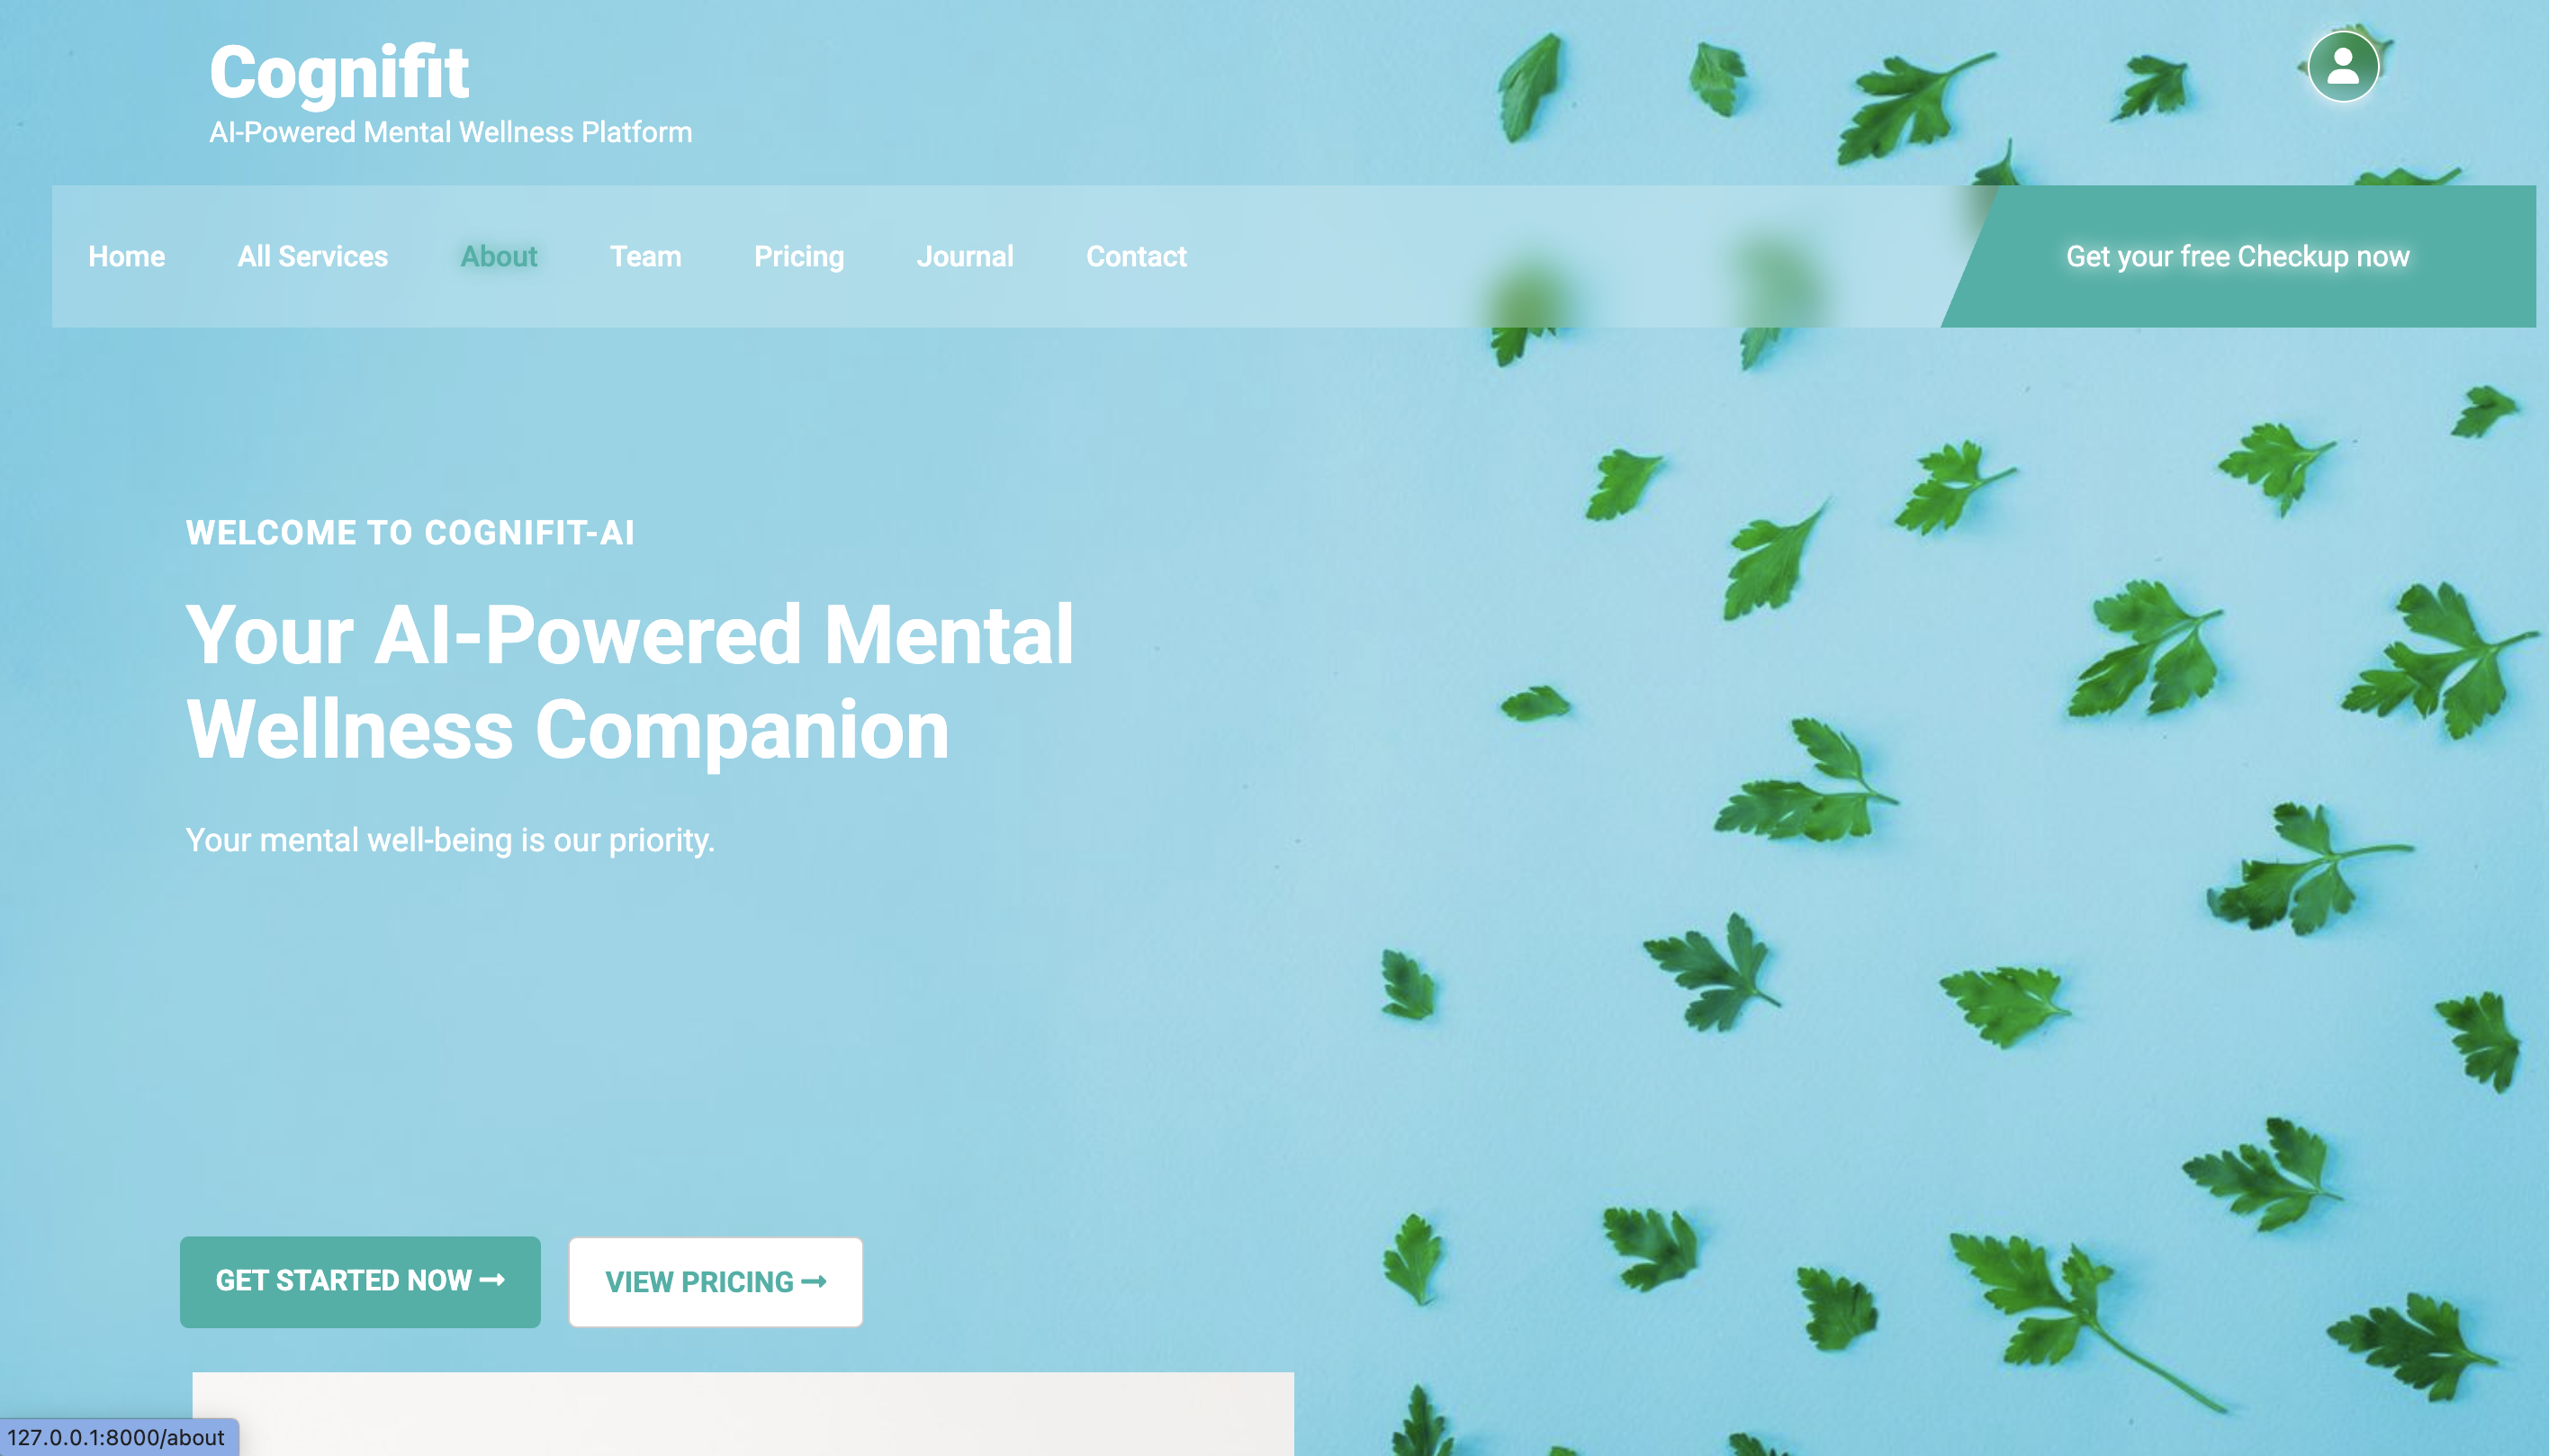 Cognifit
AI-Powered Mental Wellness Platform
Home All Services About Team Pricing Journal Contact Get your free Checkup now
WELCOME TO COGNIFIT-AI
Your AI-Powered Mental
Wellness Companion
Your mental well-being is our priority.
GET STARTED NOW → VIEW PRICING →
127.0.0.1:8000/about